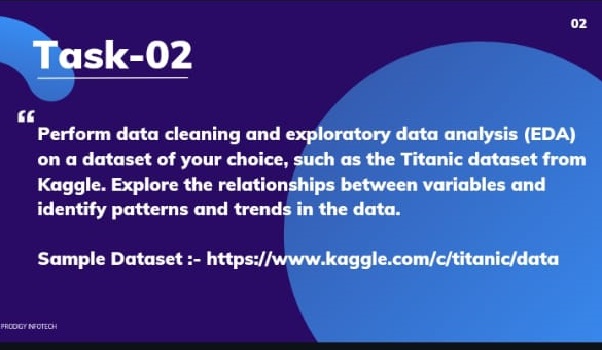 02
Task-02
“
Perform data cleaning and exploratory data analysis (EDA)
on a dataset of your choice, such as the Titanic dataset from
Kaggle. Explore the relationships between variables and
identify patterns and trends in the data.
Sample Dataset :- https://www.kaggle.com/c/titanic/data
PRODIGY INFOTECH